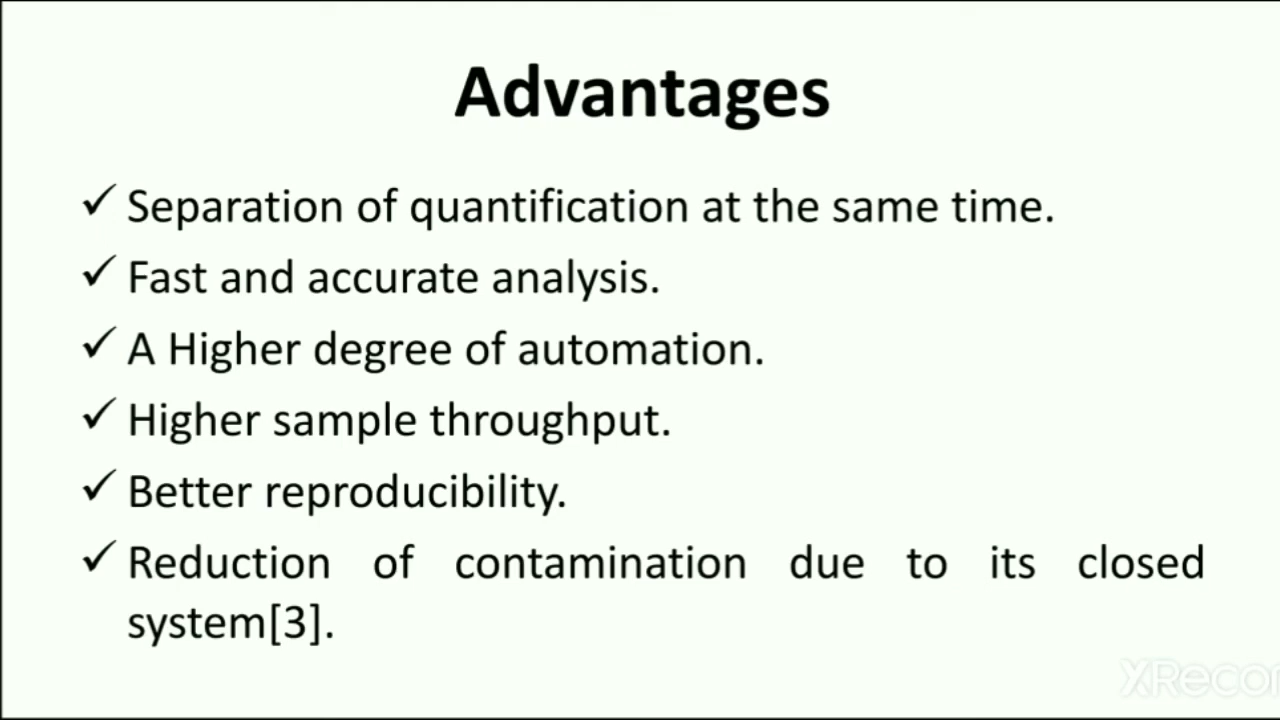 Advantages
✓ Separation of quantification at the same time.
✓ Fast and accurate analysis.
✓ A Higher degree of automation.
✓ Higher sample throughput.
✓ Better reproducibility.
✓ Reduction of contamination due to its closed
system[3].
XRecor